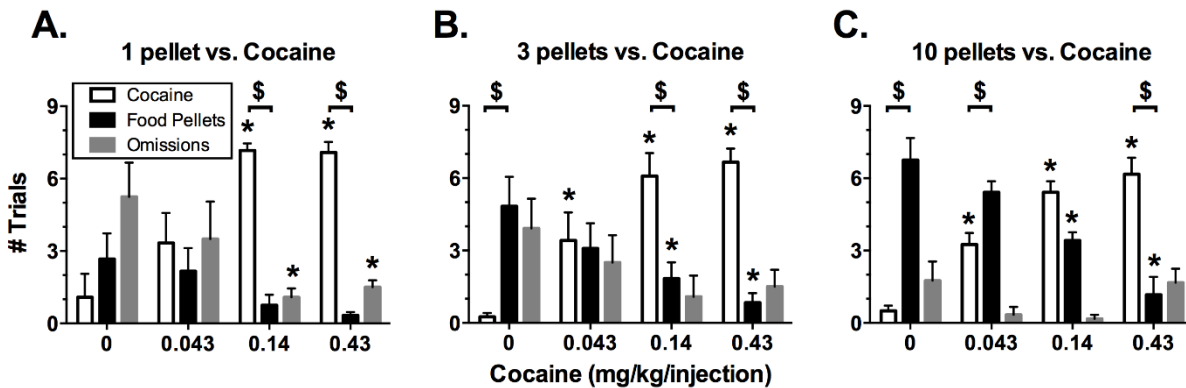 A.
1 pellet vs. Cocaine
Cocaine
Food Pellets
Omissions
# Trials
9
6
3
0
$ $
* * * *
0 0.043 0.14 0.43
B.
3 pellets vs. Cocaine
9
6
3
0
$ $ $
* * * * *
0 0.043 0.14 0.43
C.
10 pellets vs. Cocaine
9
6
3
0
$ $ $
* * * * *
0 0.043 0.14 0.43
Cocaine (mg/kg/injection)